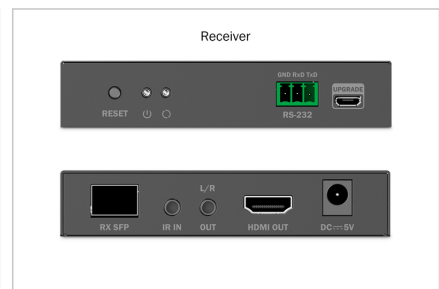 Receiver
GND RxD TxD
UPGRADE
RESET
RS-232
L/R
RX SFP
IR IN
OUT
HDMI OUT
DC⎓5V